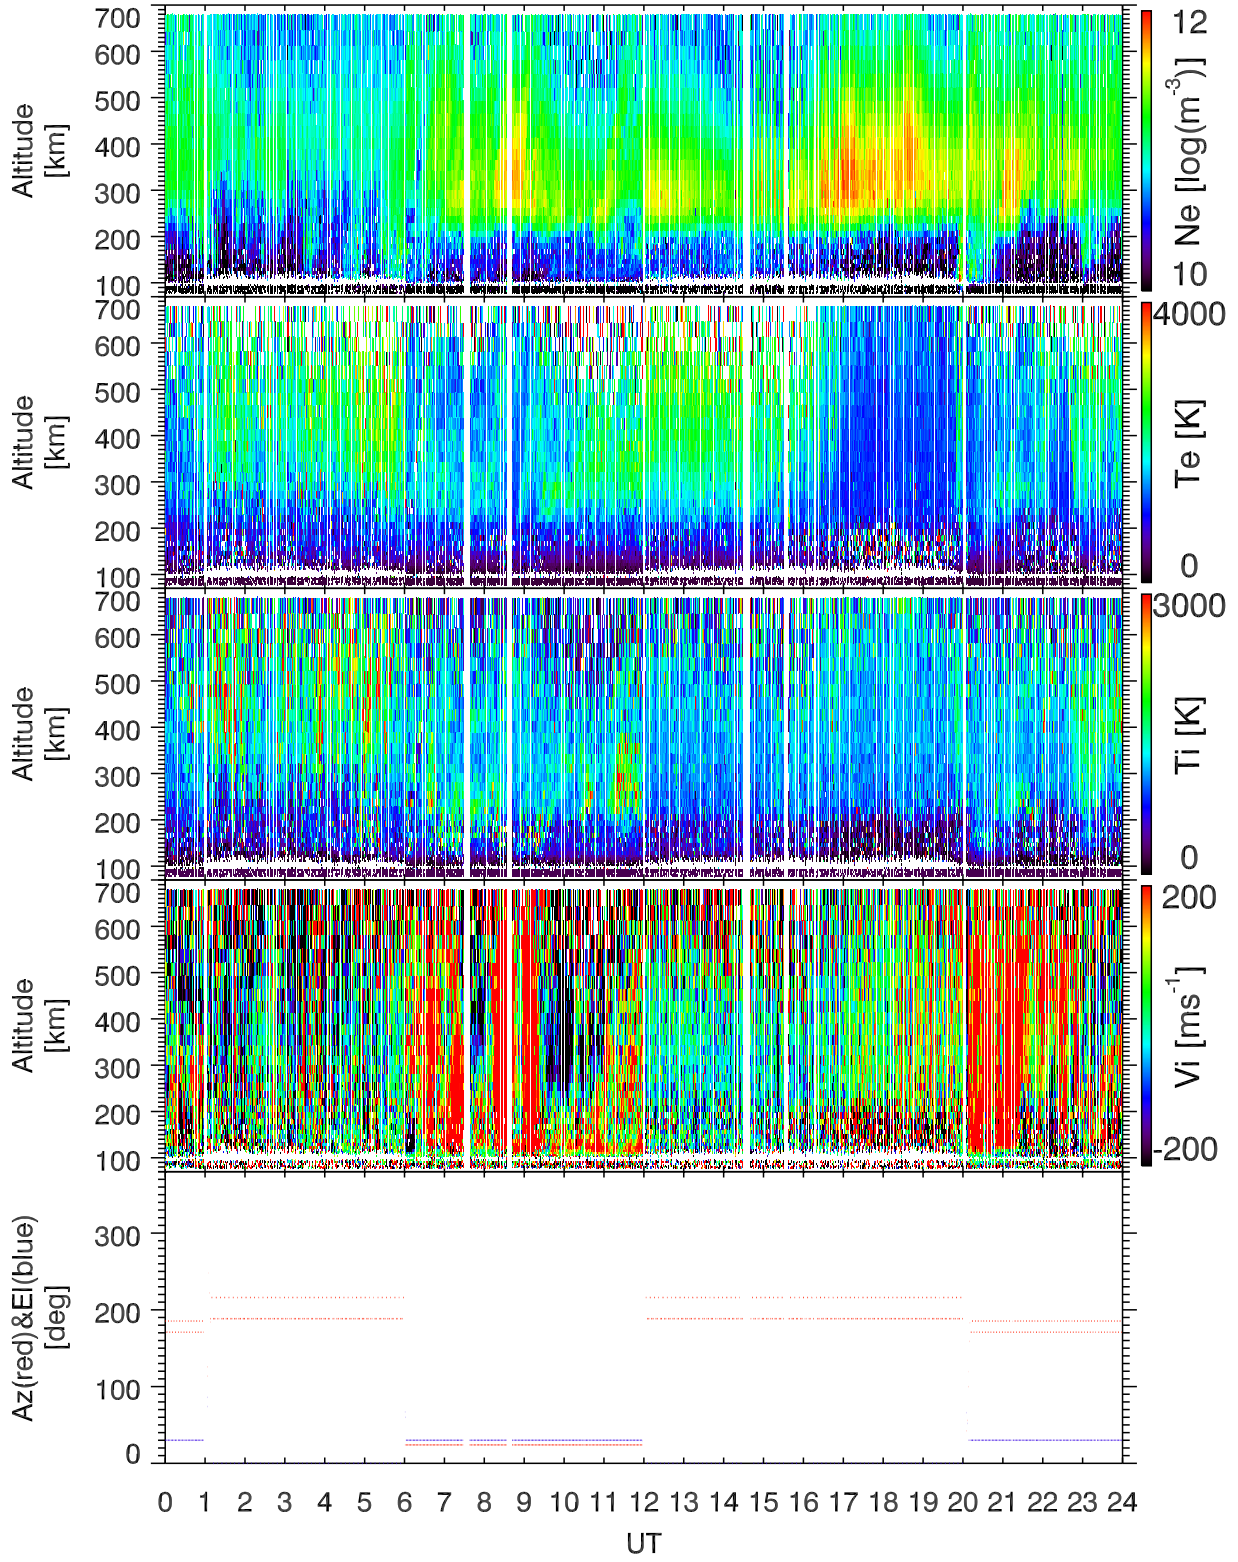 700
600
500
400
300
200
100
Altitude
[km]
12
10
Ne [log(m⁻³)]
700
600
500
400
300
200
100
Altitude
[km]
4000
0
Te [K]
700
600
500
400
300
200
100
Altitude
[km]
3000
0
Ti [K]
700
600
500
400
300
200
100
Altitude
[km]
200
-200
Vi [ms⁻¹]
300
200
100
0
Az(red)&El(blue)
[deg]
0 1 2 3 4 5 6 7 8 9 10 11 12 13 14 15 16 17 18 19 20 21 22 23 24
UT